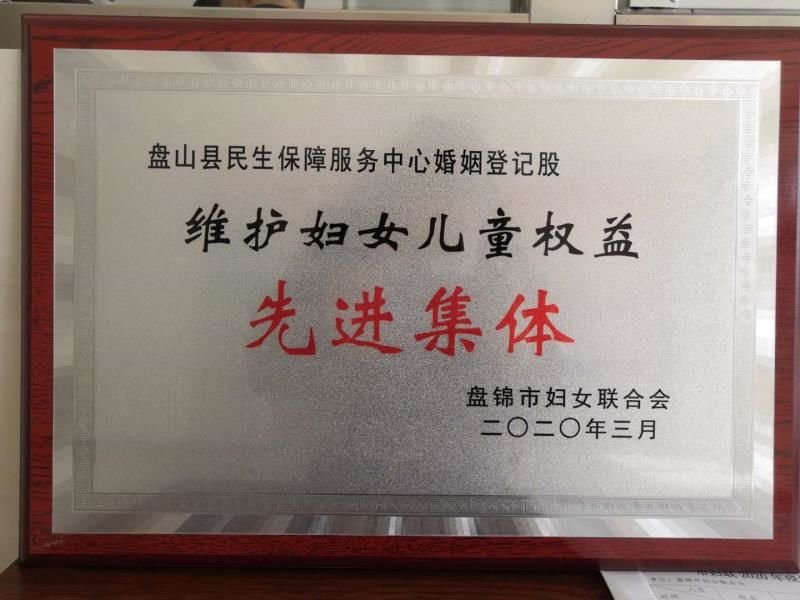 盘山县民生保障服务中心婚姻登记股
维护妇女儿童权益
先进集体
盘锦市妇女联合会
二〇二〇年三月